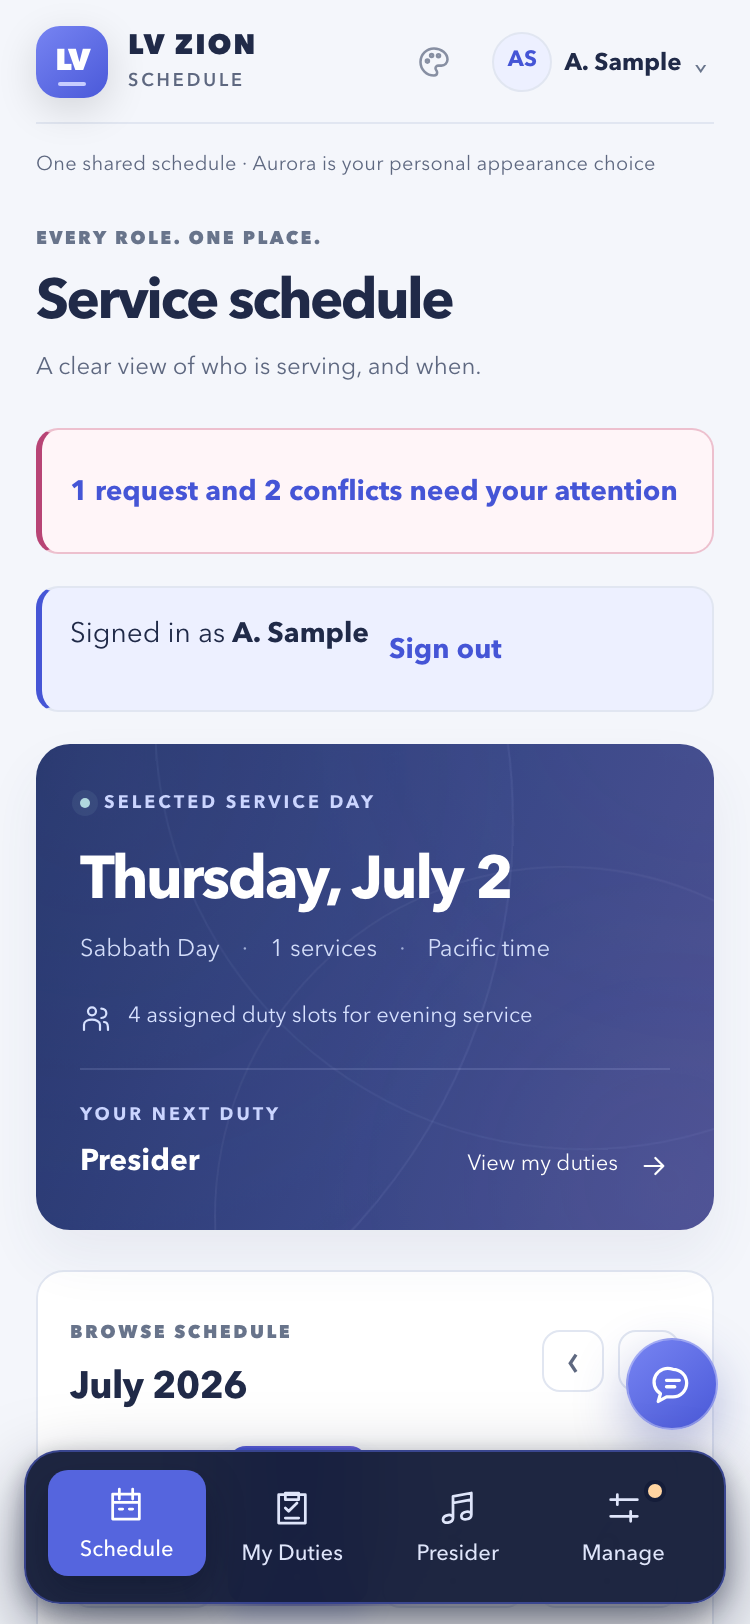 LV
LV ZION
SCHEDULE
AS
A. Sample
One shared schedule · Aurora is your personal appearance choice
EVERY ROLE. ONE PLACE.
Service schedule
A clear view of who is serving, and when.
1 request and 2 conflicts need your attention
Signed in as A. Sample
Sign out
SELECTED SERVICE DAY
Thursday, July 2
Sabbath Day · 1 services · Pacific time
4 assigned duty slots for evening service
YOUR NEXT DUTY
Presider
View my duties →
BROWSE SCHEDULE
July 2026
Schedule
My Duties
Presider
Manage